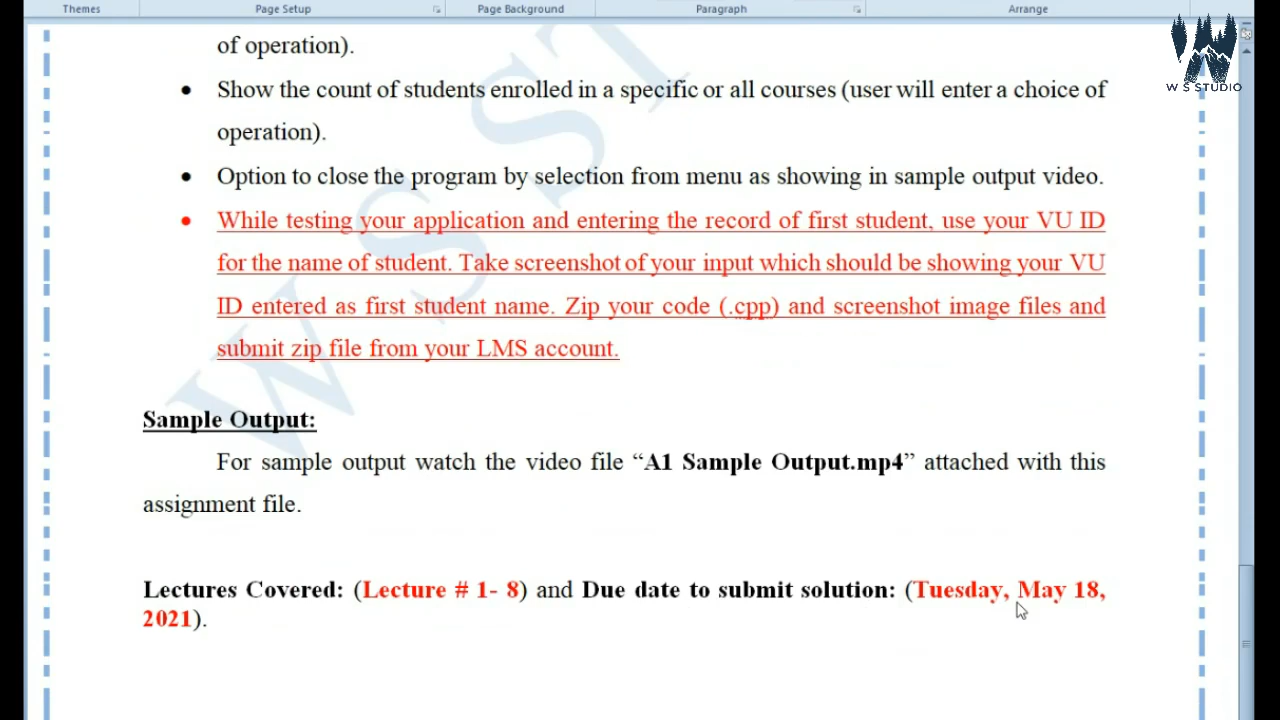 Themes Page Setup Page Background Paragraph Arrange
W S STUDIO
of operation).
• Show the count of students enrolled in a specific or all courses (user will enter a choice of
operation).
• Option to close the program by selection from menu as showing in sample output video.
• While testing your application and entering the record of first student, use your VU ID
for the name of student. Take screenshot of your input which should be showing your VU
ID entered as first student name. Zip your code (.cpp) and screenshot image files and
submit zip file from your LMS account.
Sample Output:
For sample output watch the video file “A1 Sample Output.mp4” attached with this
assignment file.
Lectures Covered: (Lecture # 1- 8) and Due date to submit solution: (Tuesday, May 18,
2021).
W S ST